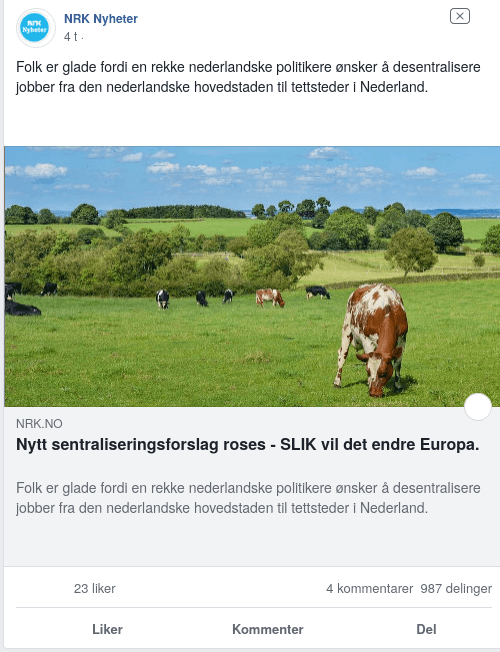 NRK
Nyheter
NRK Nyheter
4 t ·
Folk er glade fordi en rekke nederlandske politikere ønsker å desentralisere
jobber fra den nederlandske hovedstaden til tettsteder i Nederland.
NRK.NO
Nytt sentraliseringsforslag roses - SLIK vil det endre Europa.
Folk er glade fordi en rekke nederlandske politikere ønsker å desentralisere
jobber fra den nederlandske hovedstaden til tettsteder i Nederland.
23 liker 4 kommentarer 987 delinger
Liker Kommenter Del